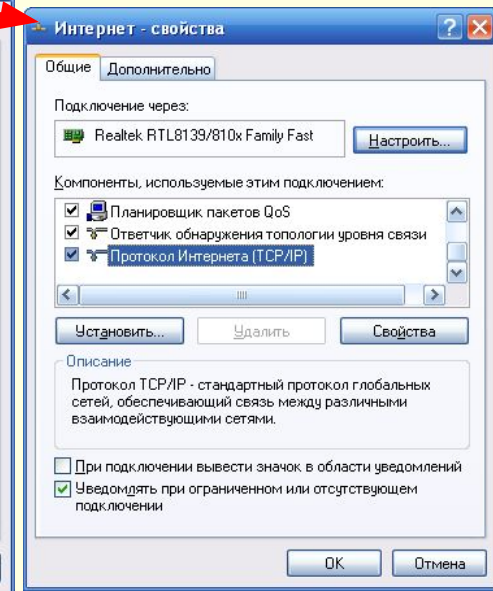 Интернет - свойства
Общие Дополнительно
Подключение через:
Realtek RTL8139/810x Family Fast Настроить...
Компоненты, используемые этим подключением:
Планировщик пакетов QoS
Ответчик обнаружения топологии уровня связи
Протокол Интернета (TCP/IP)
Установить... Удалить Свойства
Описание
Протокол TCP/IP - стандартный протокол глобальных
сетей, обеспечивающий связь между различными
взаимодействующими сетями.
При подключении вывести значок в области уведомлений
Уведомлять при ограниченном или отсутствующем
подключении
OK Отмена